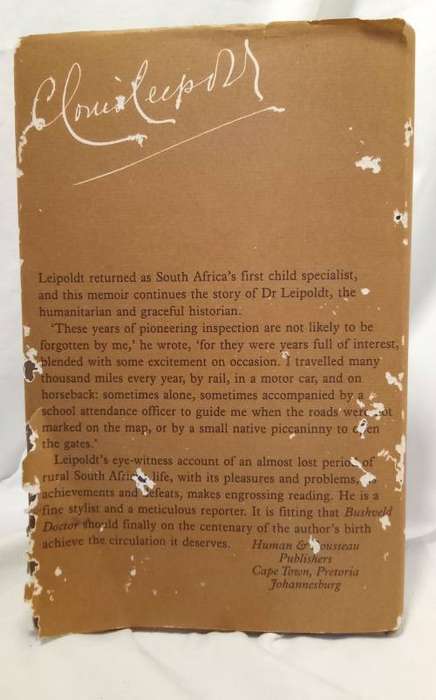 C Louis Leipoldt
Leipoldt returned as South Africa's first child specialist,
and this memoir continues the story of Dr Leipoldt, the
humanitarian and graceful historian.
'These years of pioneering inspection are not likely to be
forgotten by me,' he wrote, 'for they were years full of interest,
blended with some excitement on occasion. I travelled many
thousand miles every year, by rail, in a motor car, and on
horseback: sometimes alone, sometimes accompanied by a
school attendance officer to guide me when the roads were not
marked on the map, or by a small native piccaninny to open
the gates.'
Leipoldt's eye-witness account of an almost lost period of
rural South African life, with its pleasures and problems,
achievements and defeats, makes engrossing reading. He is a
fine stylist and a meticulous reporter. It is fitting that Bushveld
Doctor should finally on the centenary of the author's birth
achieve the circulation it deserves.
Human & Rousseau
Publishers
Cape Town, Pretoria
Johannesburg